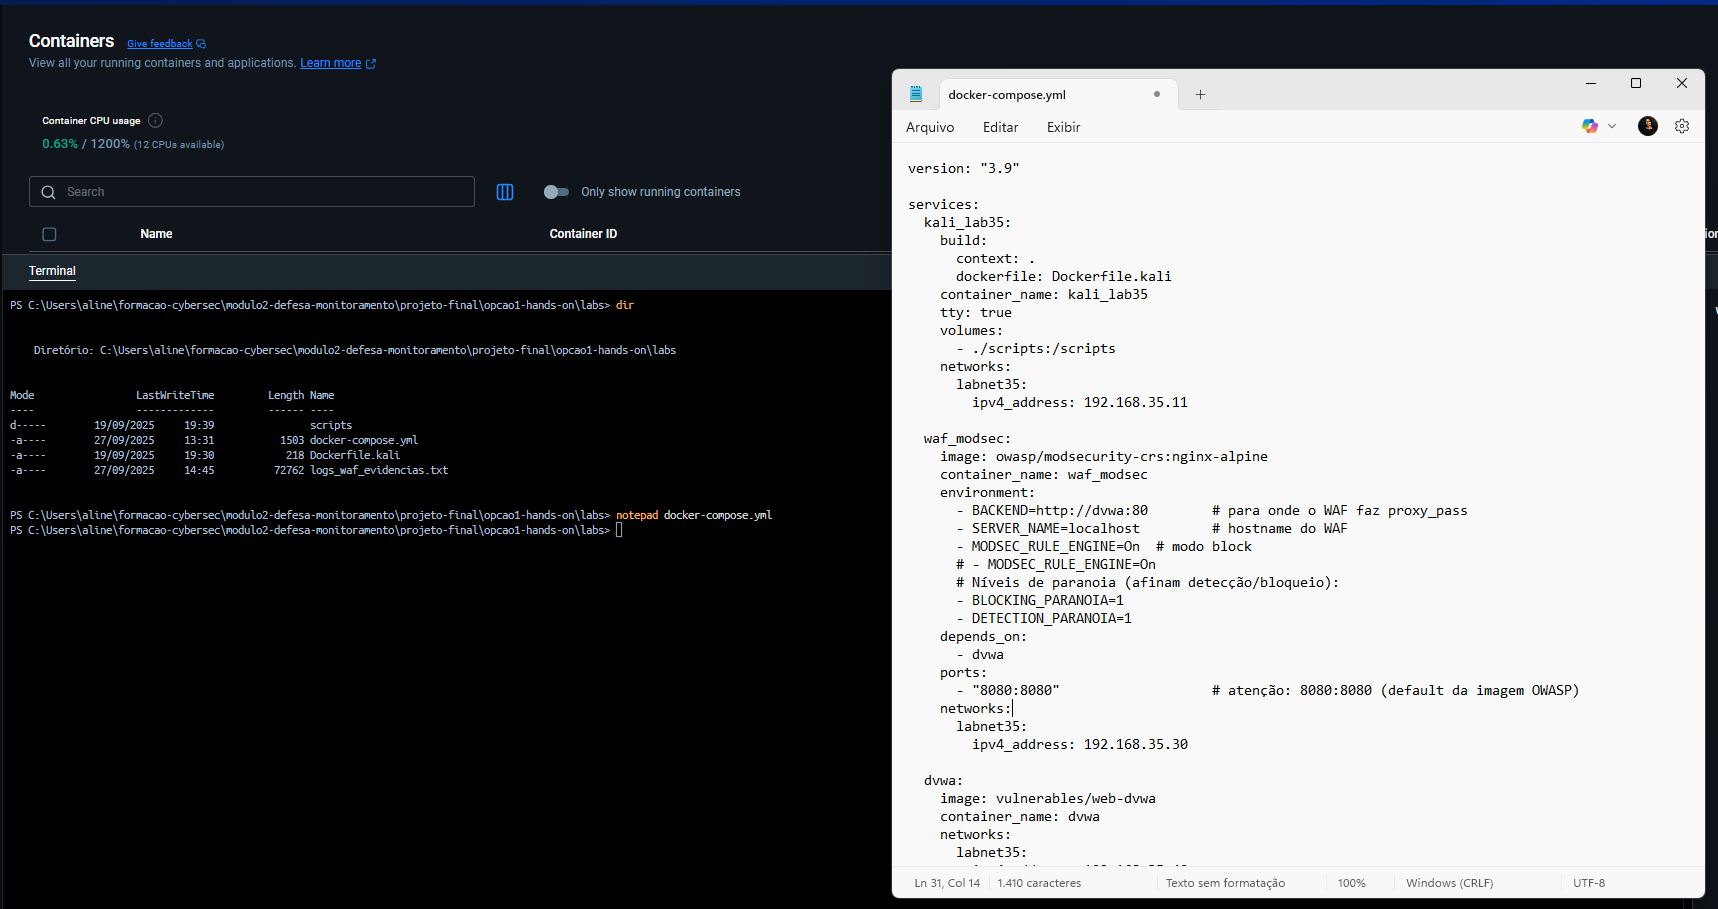 Containers Give feedback
View all your running containers and applications. Learn more
Container CPU usage
0.63% / 1200% (12 CPUs available)
Search
Only show running containers
Name Container ID
Terminal
PS C:\Users\aline\formacao-cybersec\modulo2-defesa-monitoramento\projeto-final\opcao1-hands-on\labs> dir
Diretório: C:\Users\aline\formacao-cybersec\modulo2-defesa-monitoramento\projeto-final\opcao1-hands-on\labs
Mode LastWriteTime Length Name
---- ------------- ------ ----
d----- 19/09/2025 19:39 scripts
-a---- 27/09/2025 13:31 1503 docker-compose.yml
-a---- 19/09/2025 19:30 218 Dockerfile.kali
-a---- 27/09/2025 14:45 72762 logs_waf_evidencias.txt
PS C:\Users\aline\formacao-cybersec\modulo2-defesa-monitoramento\projeto-final\opcao1-hands-on\labs> notepad docker-compose.yml
PS C:\Users\aline\formacao-cybersec\modulo2-defesa-monitoramento\projeto-final\opcao1-hands-on\labs>
docker-compose.yml
Arquivo Editar Exibir
version: "3.9"
services:
kali_lab35:
build:
context: .
dockerfile: Dockerfile.kali
container_name: kali_lab35
tty: true
volumes:
- ./scripts:/scripts
networks:
labnet35:
ipv4_address: 192.168.35.11
waf_modsec:
image: owasp/modsecurity-crs:nginx-alpine
container_name: waf_modsec
environment:
- BACKEND=http://dvwa:80 # para onde o WAF faz proxy_pass
- SERVER_NAME=localhost # hostname do WAF
- MODSEC_RULE_ENGINE=On # modo block
# - MODSEC_RULE_ENGINE=On
# Níveis de paranoia (afinam detecção/bloqueio):
- BLOCKING_PARANOIA=1
- DETECTION_PARANOIA=1
depends_on:
- dvwa
ports:
- "8080:8080" # atenção: 8080:8080 (default da imagem OWASP)
networks:
labnet35:
ipv4_address: 192.168.35.30
dvwa:
image: vulnerables/web-dvwa
container_name: dvwa
networks:
labnet35:
Ln 31, Col 14 1.410 caracteres Texto sem formatação 100% Windows (CRLF) UTF-8